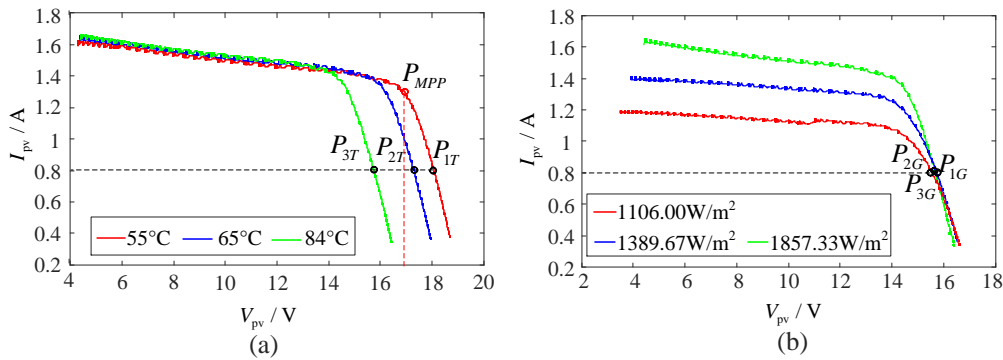 1.8
1.6
1.4
1.2
1
0.8
0.6
0.4
0.2
I_pv / A
P_MPP
P_3T
P_2T
P_1T
55°C
65°C
84°C
4
6
8
10
12
14
16
18
20
V_pv / V
(a)
1.8
1.6
1.4
1.2
1
0.8
0.6
0.4
0.2
I_pv / A
P_2G
P_1G
P_3G
1106.00W/m²
1389.67W/m²
1857.33W/m²
2
4
6
8
10
12
14
16
18
V_pv / V
(b)